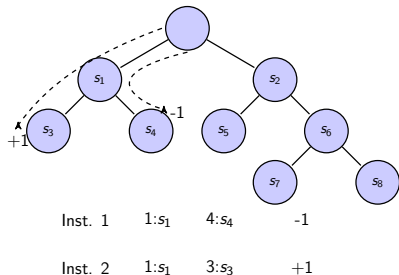 s₁ s₂
-1
+1 s₃ s₄ s₅ s₆
s₇ s₈
Inst. 1 1:s₁ 4:s₄ -1
Inst. 2 1:s₁ 3:s₃ +1